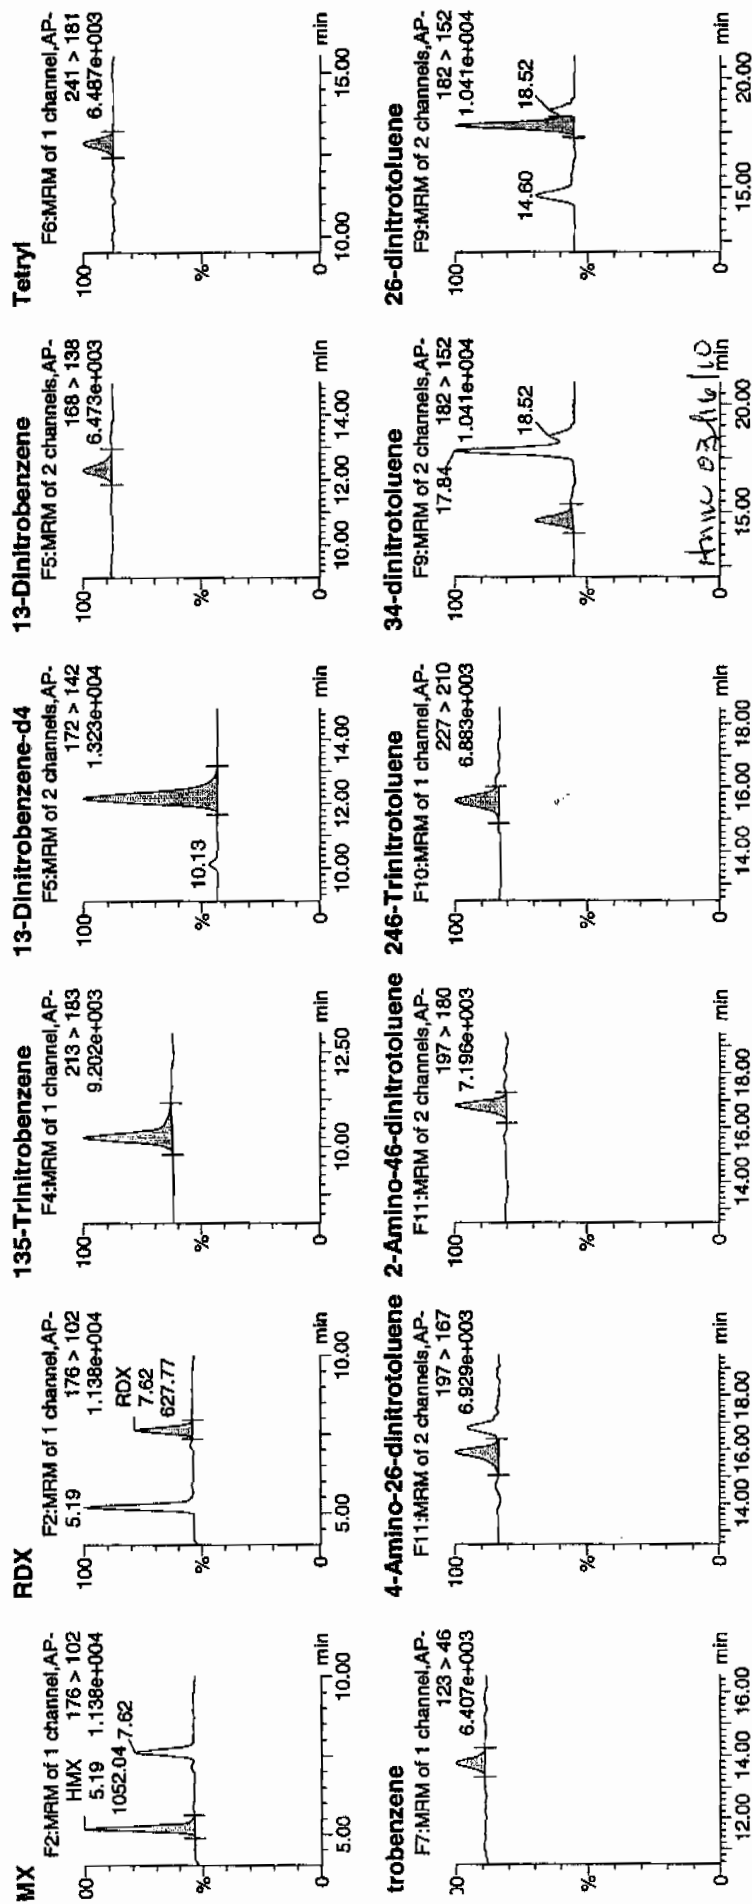 MX
F2:MRM of 1 channel,AP-
HMX 176 > 102
5.19 1.138e+004
1052.04 7.62
00
%
0
5.00 10.00 min
RDX
F2:MRM of 1 channel,AP-
5.19 176 > 102
1.138e+004
RDX
7.62
627.77
100
%
0
5.00 10.00 min
135-Trinitrobenzene
F4:MRM of 1 channel,AP-
213 > 183
9.202e+003
100
%
0
10.00 12.50 min
13-Dinitrobenzene-d4
F5:MRM of 2 channels,AP-
172 > 142
1.323e+004
10.13
100
%
0
10.00 12.00 14.00 min
13-Dinitrobenzene
F5:MRM of 2 channels,AP-
168 > 138
6.473e+003
100
%
0
10.00 12.00 14.00 min
Tetryl
F6:MRM of 1 channel,AP-
241 > 181
6.487e+003
100
%
0
10.00 15.00 min
trobenzene
F7:MRM of 1 channel,AP-
123 > 46
6.407e+003
00
%
0
12.00 14.00 16.00 min
4-Amino-26-dinitrotoluene
F11:MRM of 2 channels,AP-
197 > 167
6.929e+003
100
%
0
14.00 16.00 18.00 min
2-Amino-46-dinitrotoluene
F11:MRM of 2 channels,AP-
197 > 180
7.196e+003
100
%
0
14.00 16.00 18.00 min
246-Trinitrotoluene
F10:MRM of 1 channel,AP-
227 > 210
6.883e+003
100
%
0
14.00 16.00 18.00 min
34-dinitrotoluene
F9:MRM of 2 channels,AP-
17.84 182 > 152
1.041e+004
18.52
100
%
0
15.00 20.00 min
03/16/10
26-dinitrotoluene
F9:MRM of 2 channels,AP-
182 > 152
1.041e+004
14.60 18.52
100
%
0
15.00 20.00 min